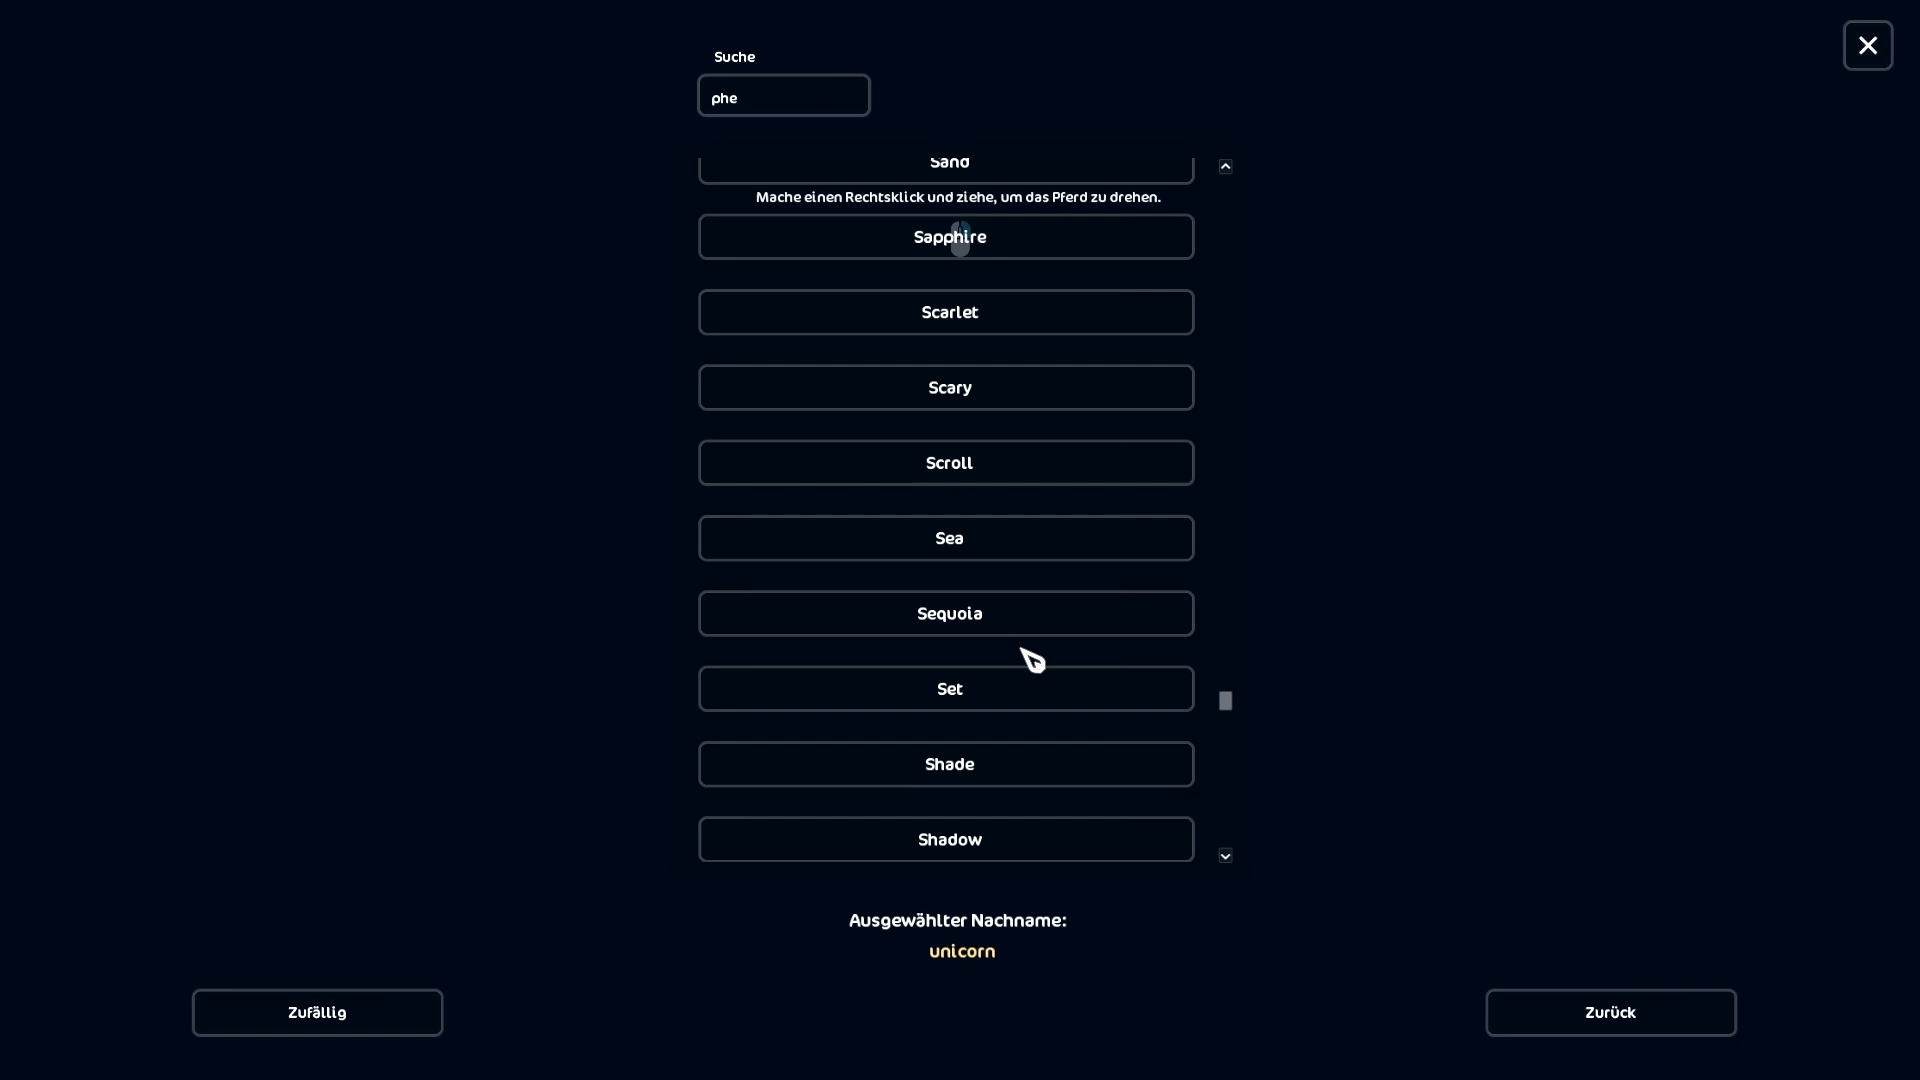 Suche
phe
Sand
Mache einen Rechtsklick und ziehe, um das Pferd zu drehen.
Sapphire
Scarlet
Scary
Scroll
Sea
Sequoia
Set
Shade
Shadow
Ausgewählter Nachname:
unicorn
Zufällig
Zurück